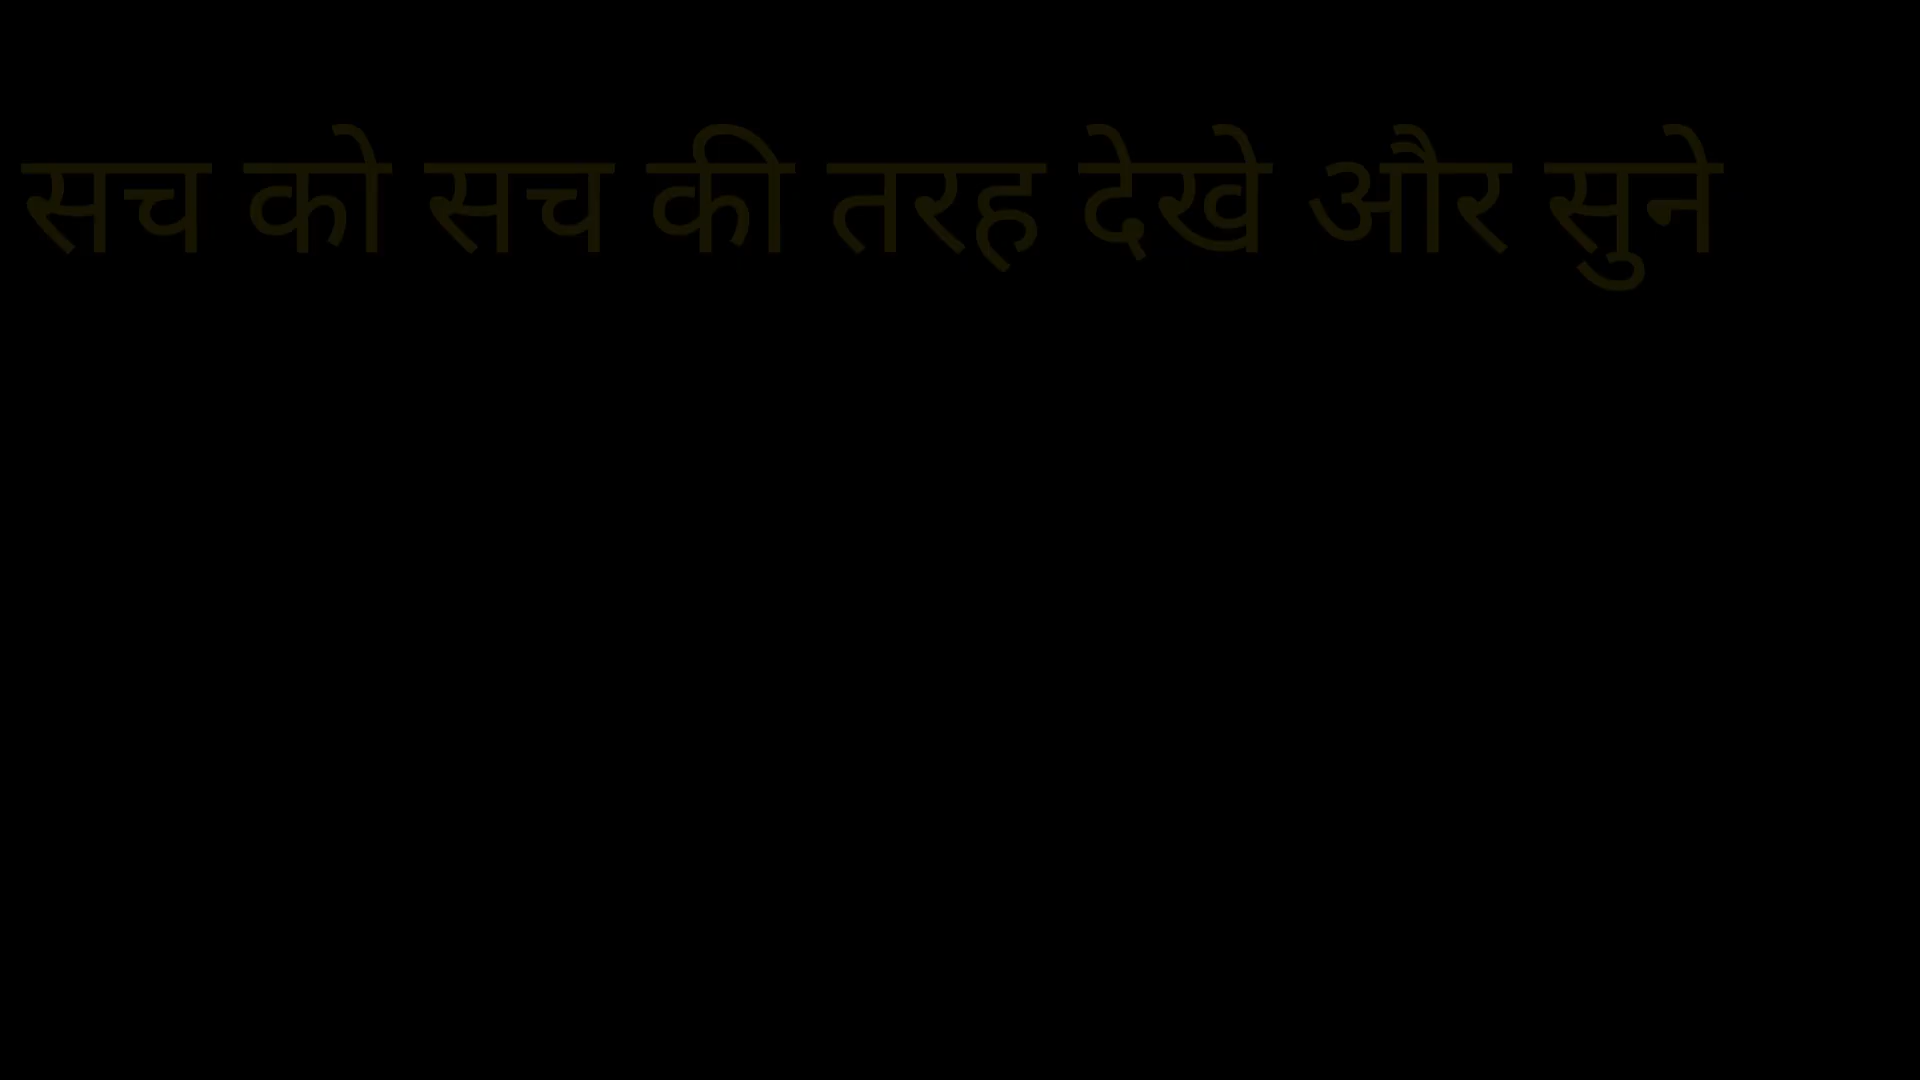 सच को सच की तरह देखे और सुने